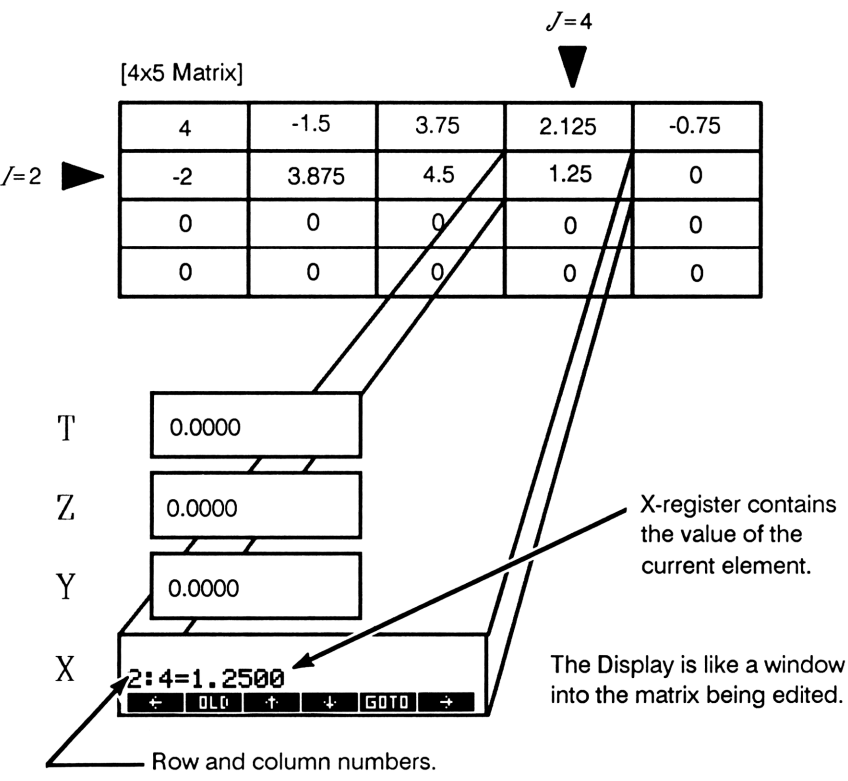 J=4
[4x5 Matrix]
4 -1.5 3.75 2.125 -0.75
I=2 -2 3.875 4.5 1.25 0
0 0 0 0 0
0 0 0 0 0
T 0.0000
Z 0.0000
Y 0.0000
X-register contains
the value of the
current element.
X 2:4=1.2500
← OLD ↑ ↓ GOTO →
The Display is like a window
into the matrix being edited.
Row and column numbers.